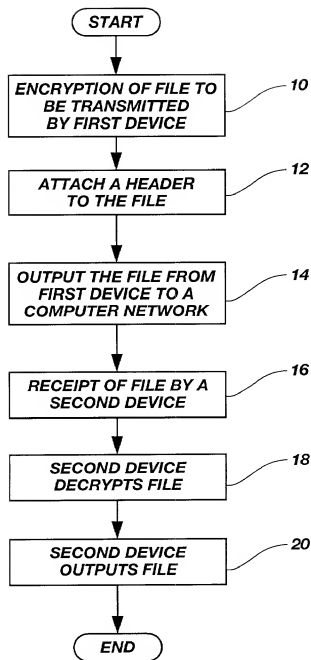 START
ENCRYPTION OF FILE TO
BE TRANSMITTED
BY FIRST DEVICE
10
ATTACH A HEADER
TO THE FILE
12
OUTPUT THE FILE FROM
FIRST DEVICE TO A
COMPUTER NETWORK
14
RECEIPT OF FILE BY A
SECOND DEVICE
16
SECOND DEVICE
DECRYPTS FILE
18
SECOND DEVICE
OUTPUTS FILE
20
END